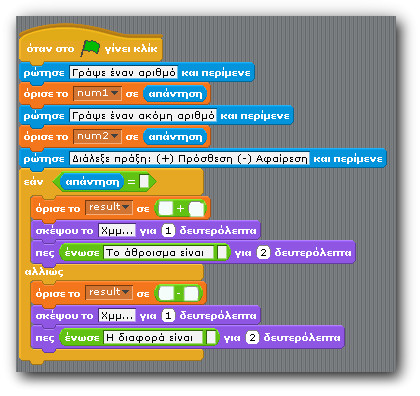 όταν στο γίνει κλικ
ρώτησε Γράψε έναν αριθμό και περίμενε
όρισε το num1 σε απάντηση
ρώτησε Γράψε έναν ακόμη αριθμό και περίμενε
όρισε το num2 σε απάντηση
ρώτησε Διάλεξε πράξη: (+) Πρόσθεση (-) Αφαίρεση και περίμενε
εάν απάντηση =
όρισε το result σε +
σκέψου το Χμμ... για 1 δευτερόλεπτα
πες ένωσε Το άθροισμα είναι για 2 δευτερόλεπτα
αλλιώς
όρισε το result σε -
σκέψου το Χμμ... για 1 δευτερόλεπτα
πες ένωσε Η διαφορά είναι για 2 δευτερόλεπτα